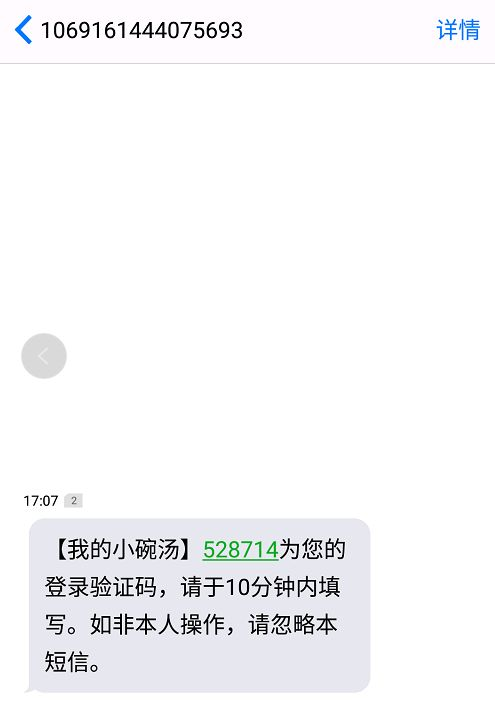 1069161444075693
详情
17:07 2
【我的小碗汤】528714为您的
登录验证码，请于10分钟内填
写。如非本人操作，请忽略本
短信。